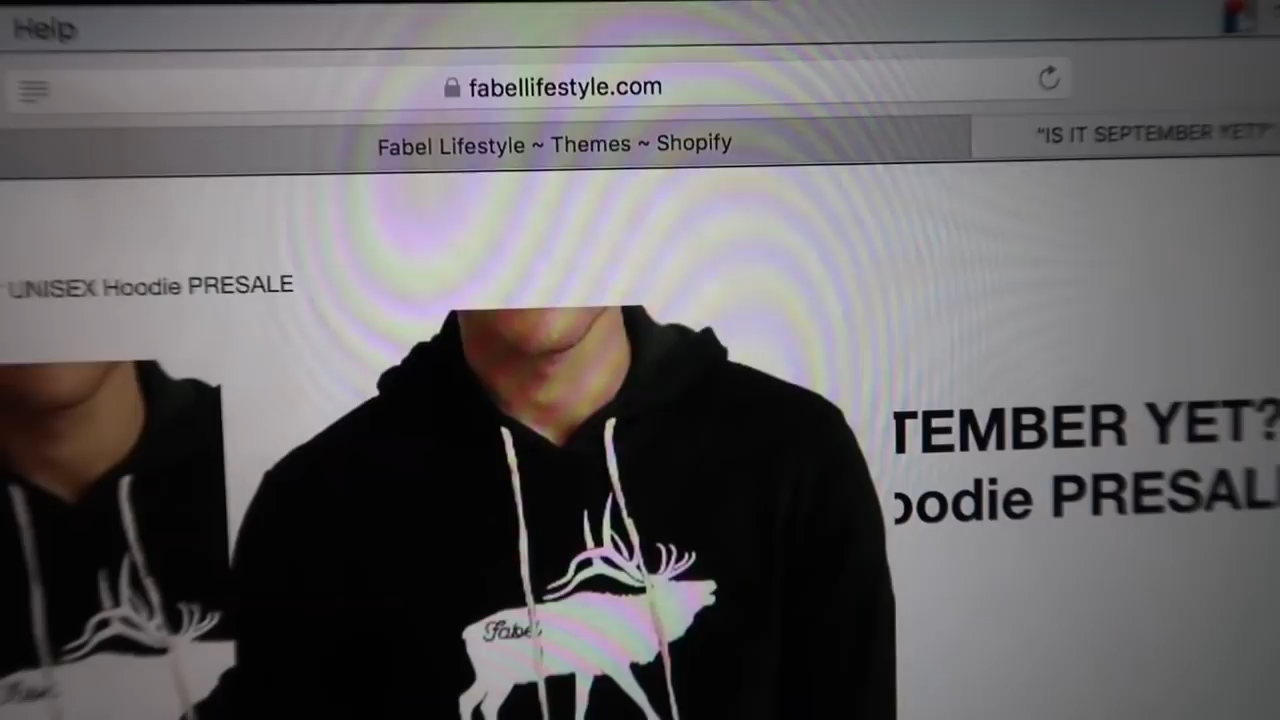 Help
fabellifestyle.com
Fabel Lifestyle ~ Themes ~ Shopify
"IS IT SEPTEMBER YET?"
UNISEX Hoodie PRESALE
TEMBER YET?
oodie PRESAL
Fabel